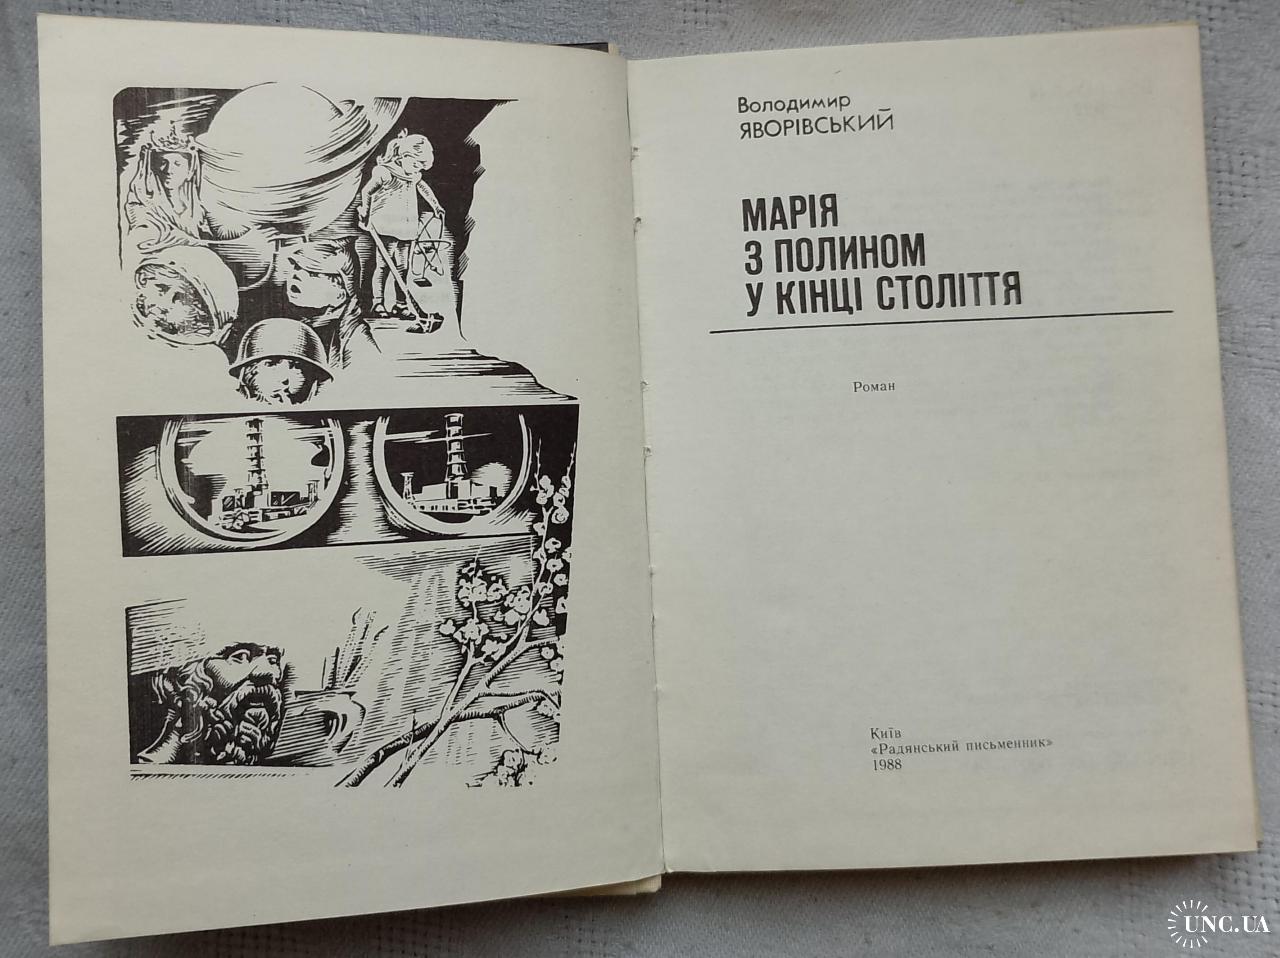 Володимир
ЯВОРІВСЬКИЙ
МАРІЯ
З ПОЛИНОМ
У КІНЦІ СТОЛІТТЯ
Роман
Київ
«Радянський письменник»
1988
UNC.UA